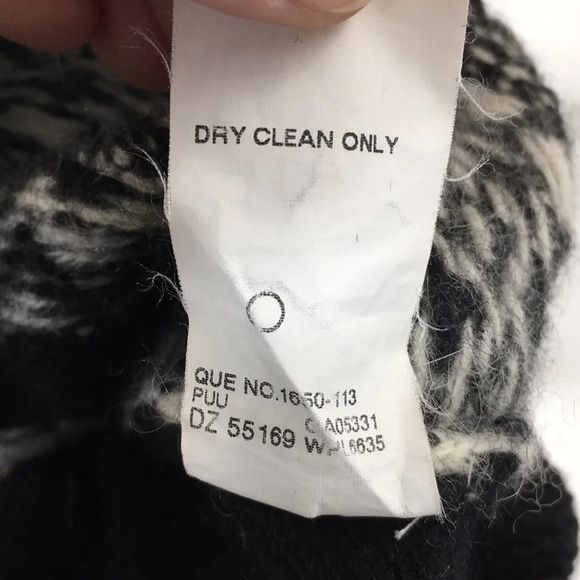 DRY CLEAN ONLY
QUE NO.1650-113
PUU CA05331
DZ 55169 WPL6635